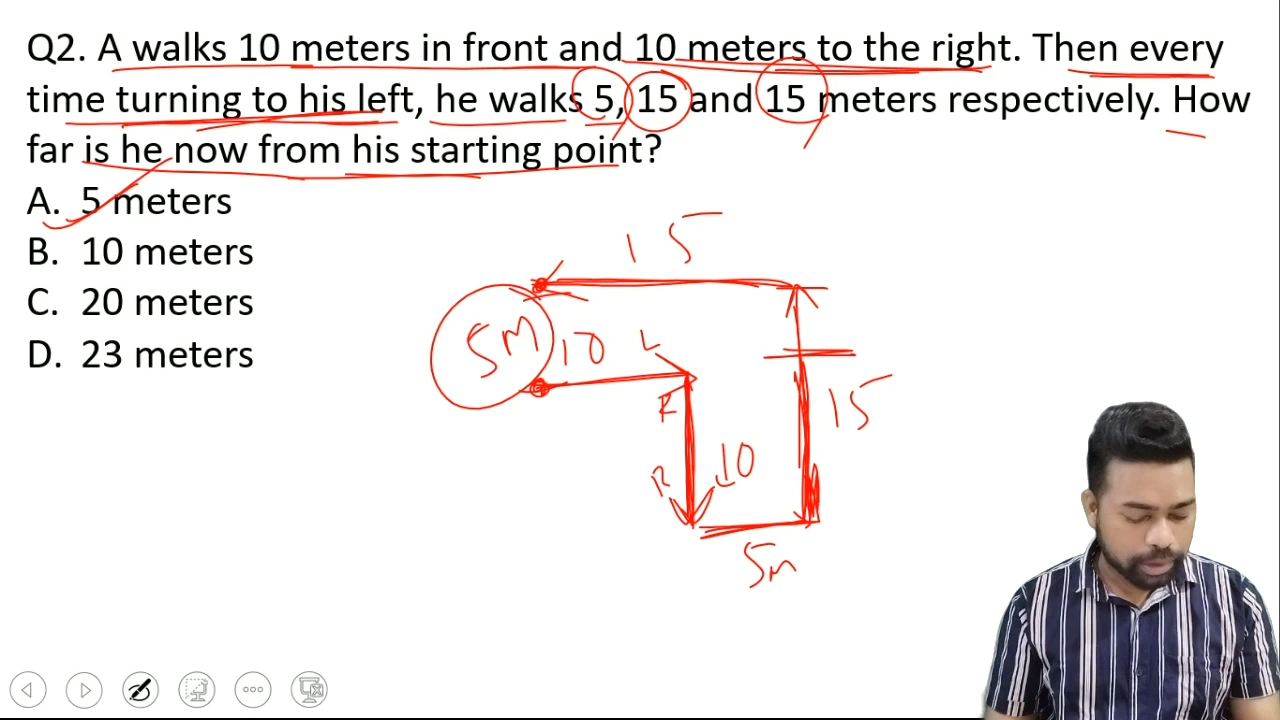 Q2. A walks 10 meters in front and 10 meters to the right. Then every
time turning to his left, he walks 5, 15 and 15 meters respectively. How
far is he now from his starting point?
A. 5 meters
B. 10 meters
C. 20 meters
D. 23 meters
15
5M
10 L
R
15
R 10
5m